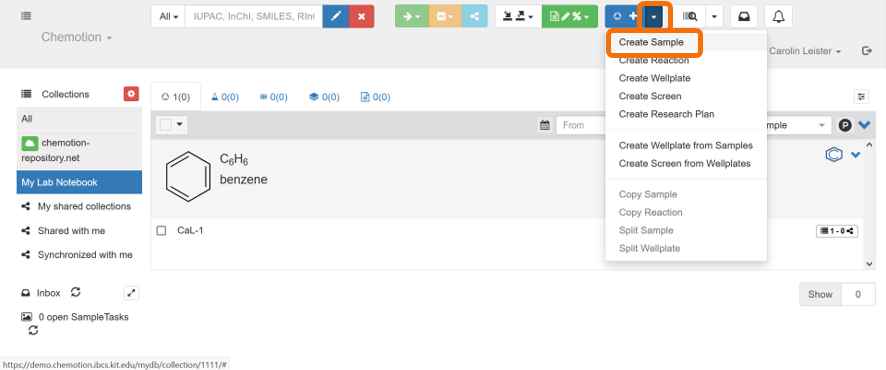 All
IUPAC, InChI, SMILES, RInC
Create Sample
Create Reaction
Create Wellplate
Create Screen
Create Research Plan
Create Wellplate from Samples
Create Screen from Wellplates
Copy Sample
Copy Reaction
Split Sample
Split Wellplate
Chemotion
Carolin Leister
Collections
All
chemotion-
repository.net
My Lab Notebook
My shared collections
Shared with me
Synchronized with me
Inbox
0 open SampleTasks
1(0)
0(0)
0(0)
0(0)
0(0)
From
mple
P
C₆H₆
benzene
CaL-1
1 - 0
Show
0
https://demo.chemotion.ibcs.kit.edu/mydb/collection/1111/#